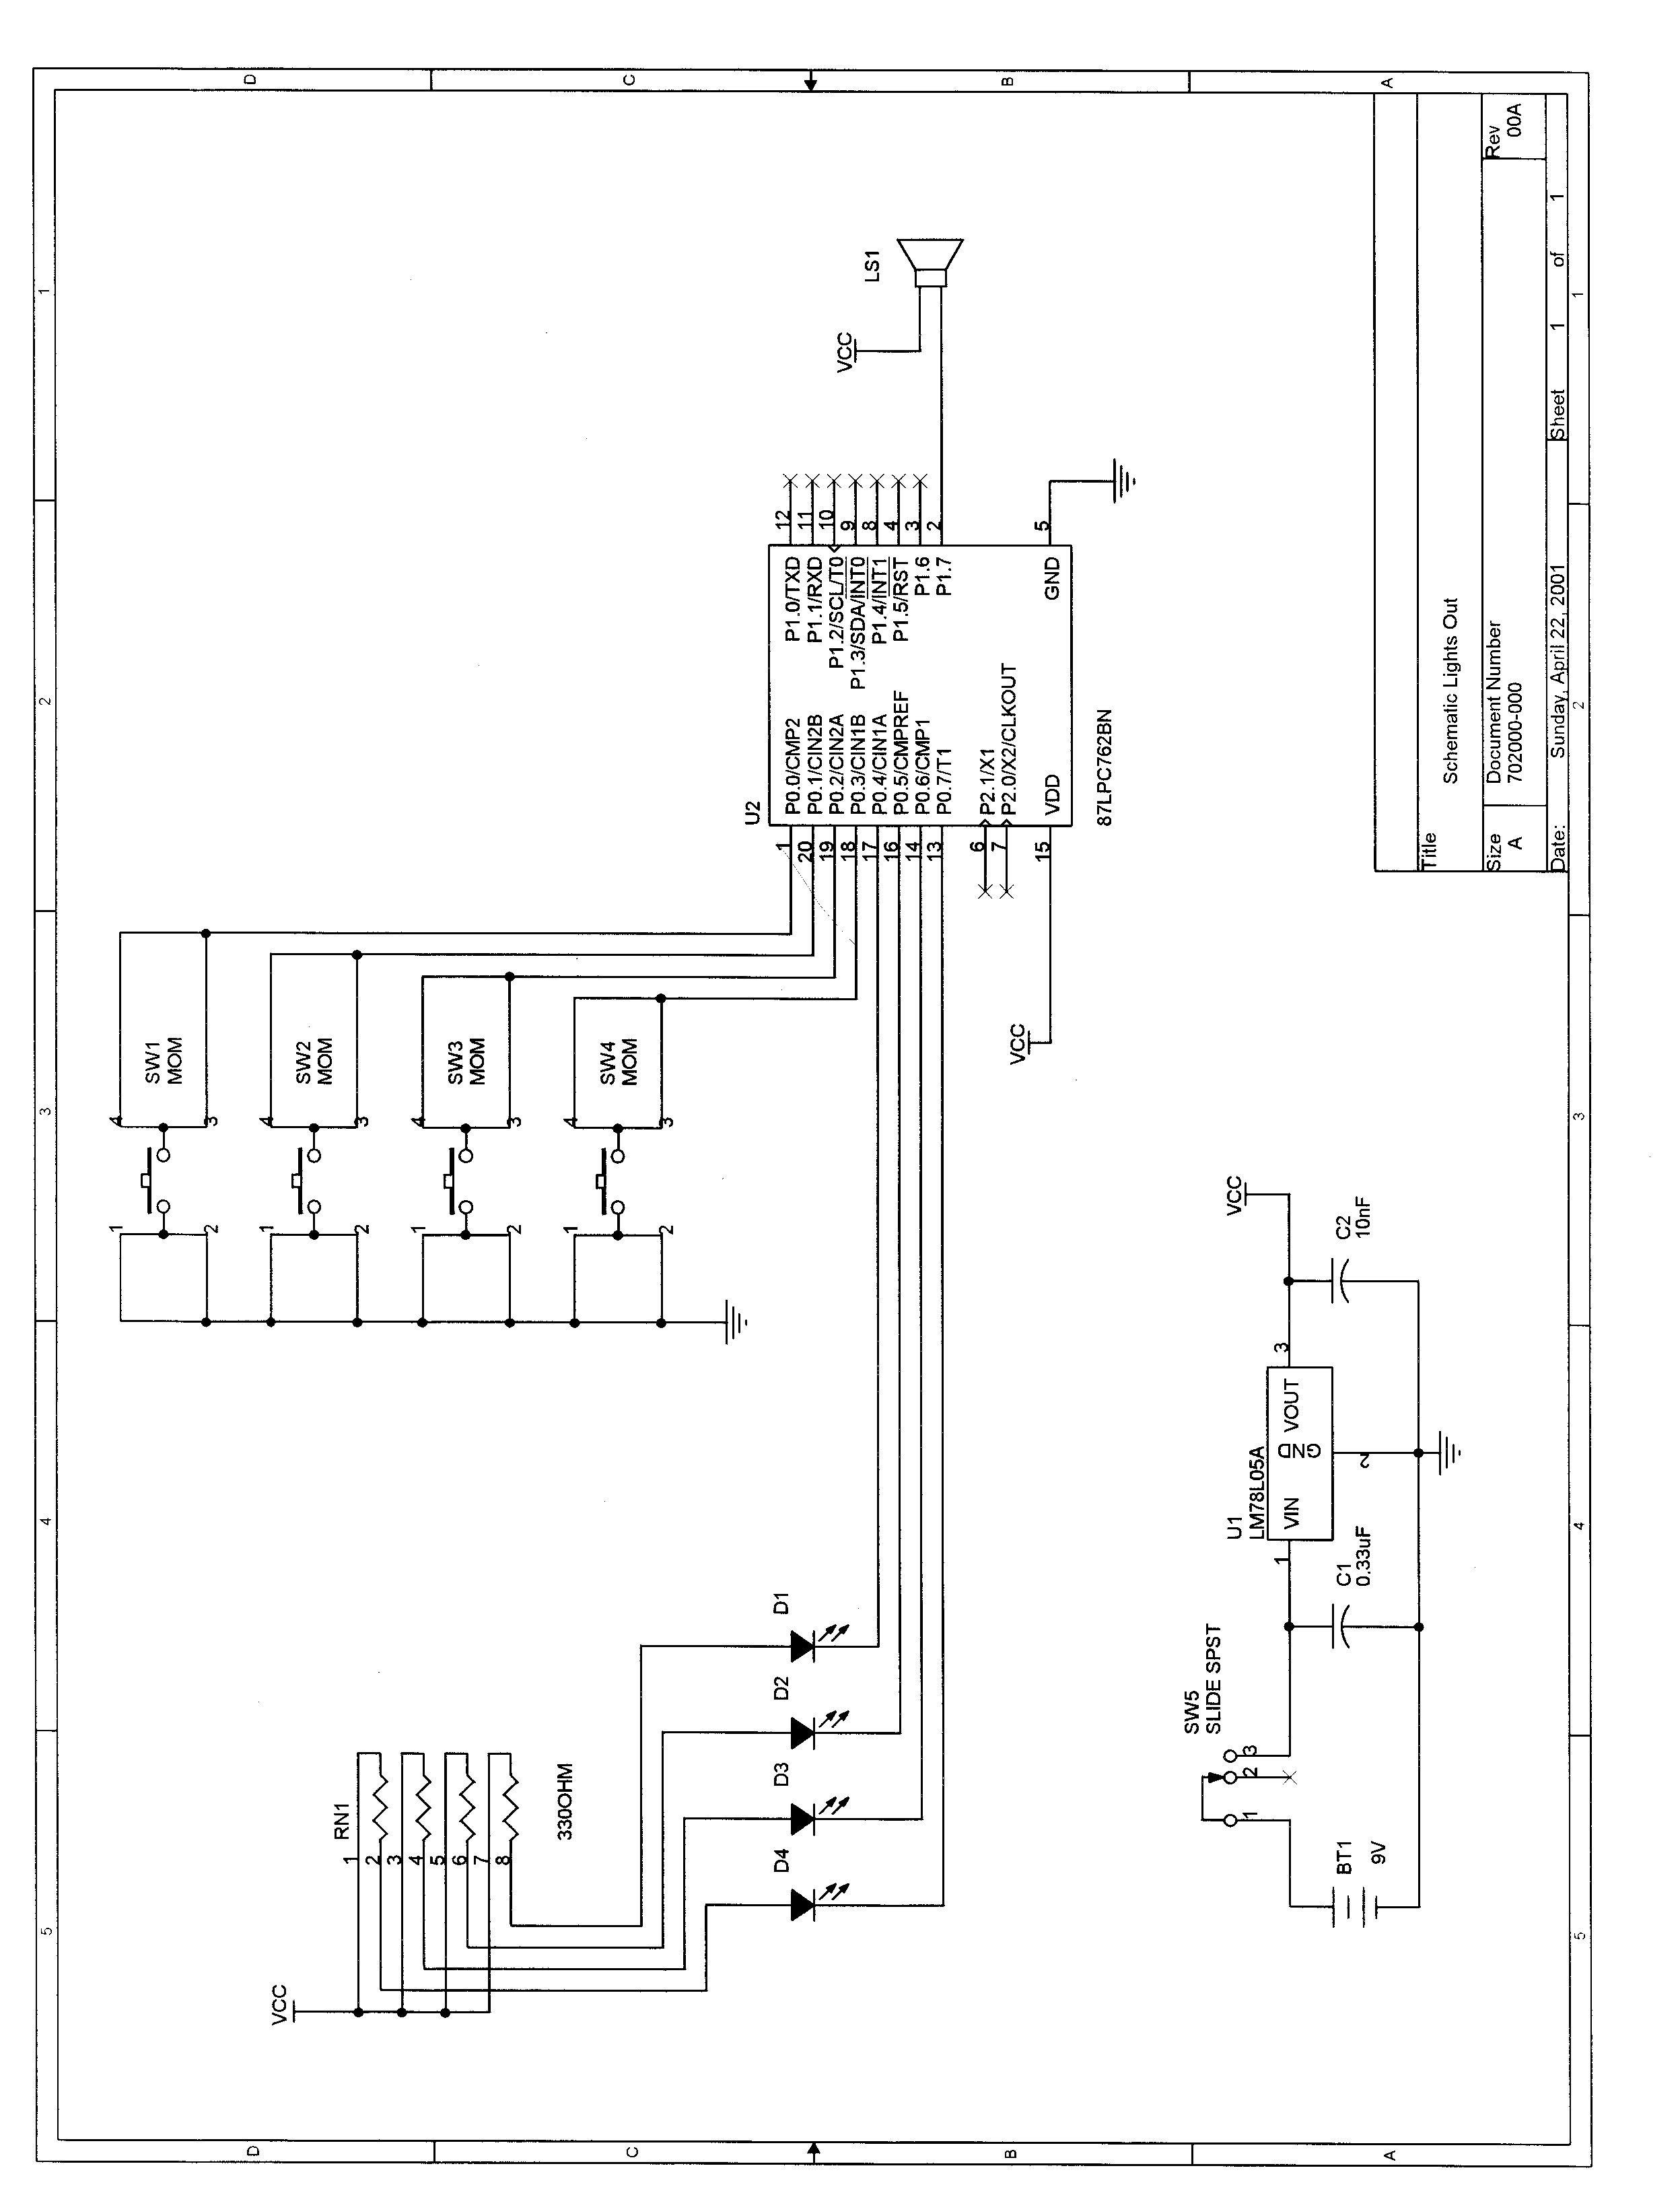 5
4
3
2
1
D
C
B
A
VCC
RN1
1
2
3
4
5
6
7
8
330OHM
SW1
MOM
1
2
4
3
SW2
MOM
1
2
4
3
SW3
MOM
1
2
4
3
SW4
MOM
1
2
4
3
D4
D3
D2
D1
U2
1
20
19
18
17
16
14
13
6
7
15
P0.0/CMP2
P0.1/CIN2B
P0.2/CIN2A
P0.3/CIN1B
P0.4/CIN1A
P0.5/CMPREF
P0.6/CMP1
P0.7/T1
P2.1/X1
P2.0/X2/CLKOUT
VDD
P1.0/TXD
P1.1/RXD
P1.2/SCL/T0
P1.3/SDA/INT0
P1.4/INT1
P1.5/RST
P1.6
P1.7
GND
12
11
10
9
8
4
3
2
5
87LPC762BN
VCC
VCC
LS1
BT1
9V
SW5
SLIDE SPST
1
2
3
C1
0.33uF
U1
LM78L05A
1
VIN
GND
VOUT
3
2
C2
10nF
VCC
Title
Schematic Lights Out
Size
A
Document Number
702000-000
Rev
00A
Date:
Sunday, April 22, 2001
Sheet
1
of
1
D
C
B
A
5
4
3
2
1